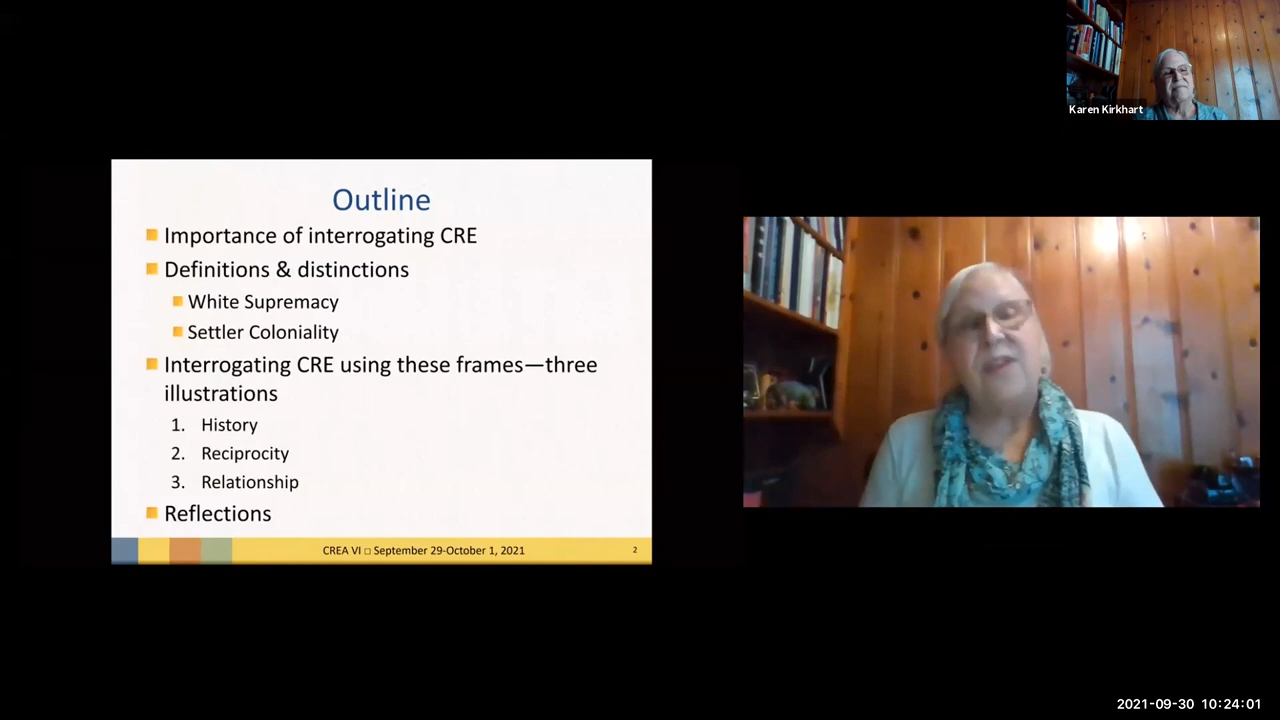 Karen Kirkhart
Outline
Importance of interrogating CRE
Definitions & distinctions
White Supremacy
Settler Coloniality
Interrogating CRE using these frames—three
illustrations
1. History
2. Reciprocity
3. Relationship
Reflections
CREA VI □ September 29-October 1, 2021
2
2021-09-30 10:24:01